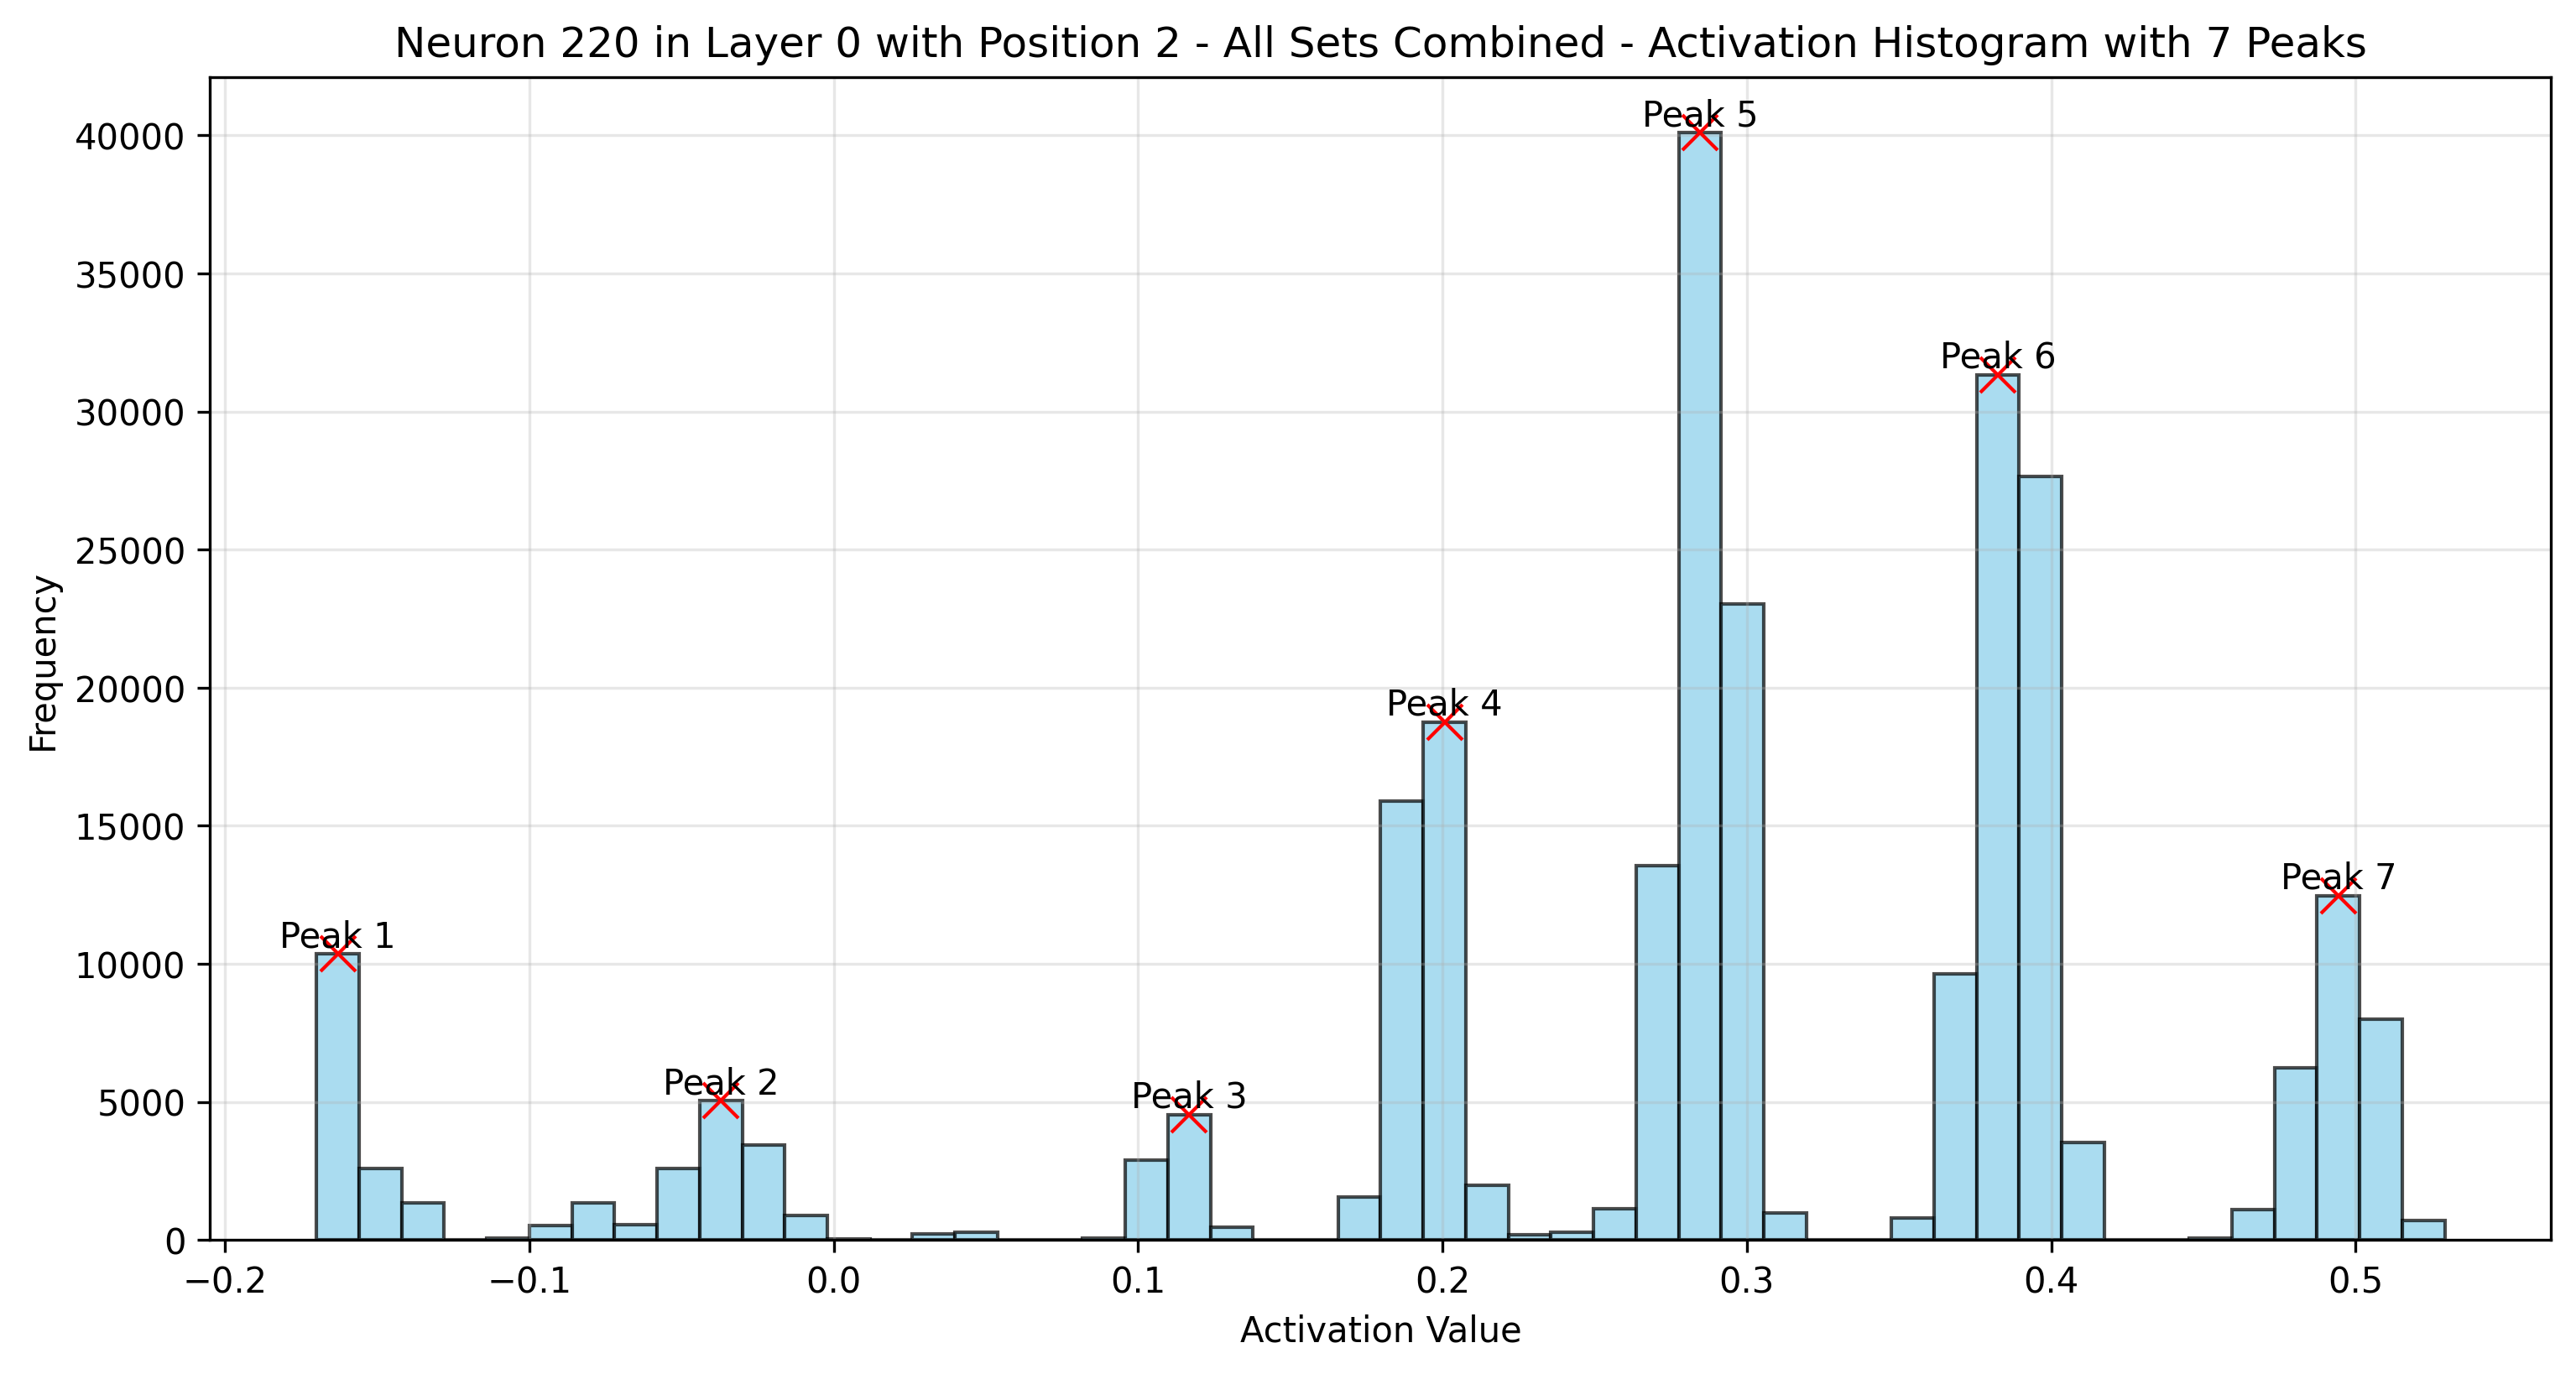 Neuron 220 in Layer 0 with Position 2 - All Sets Combined - Activation Histogram with 7 Peaks
Peak 5
40000
35000
Peak 6
30000
25000
Frequency
20000
Peak 4
15000
Peak 7
Peak 1
10000
Peak 2
Peak 3
5000
0
−0.2
−0.1
0.0
0.1
0.2
0.3
0.4
0.5
Activation Value